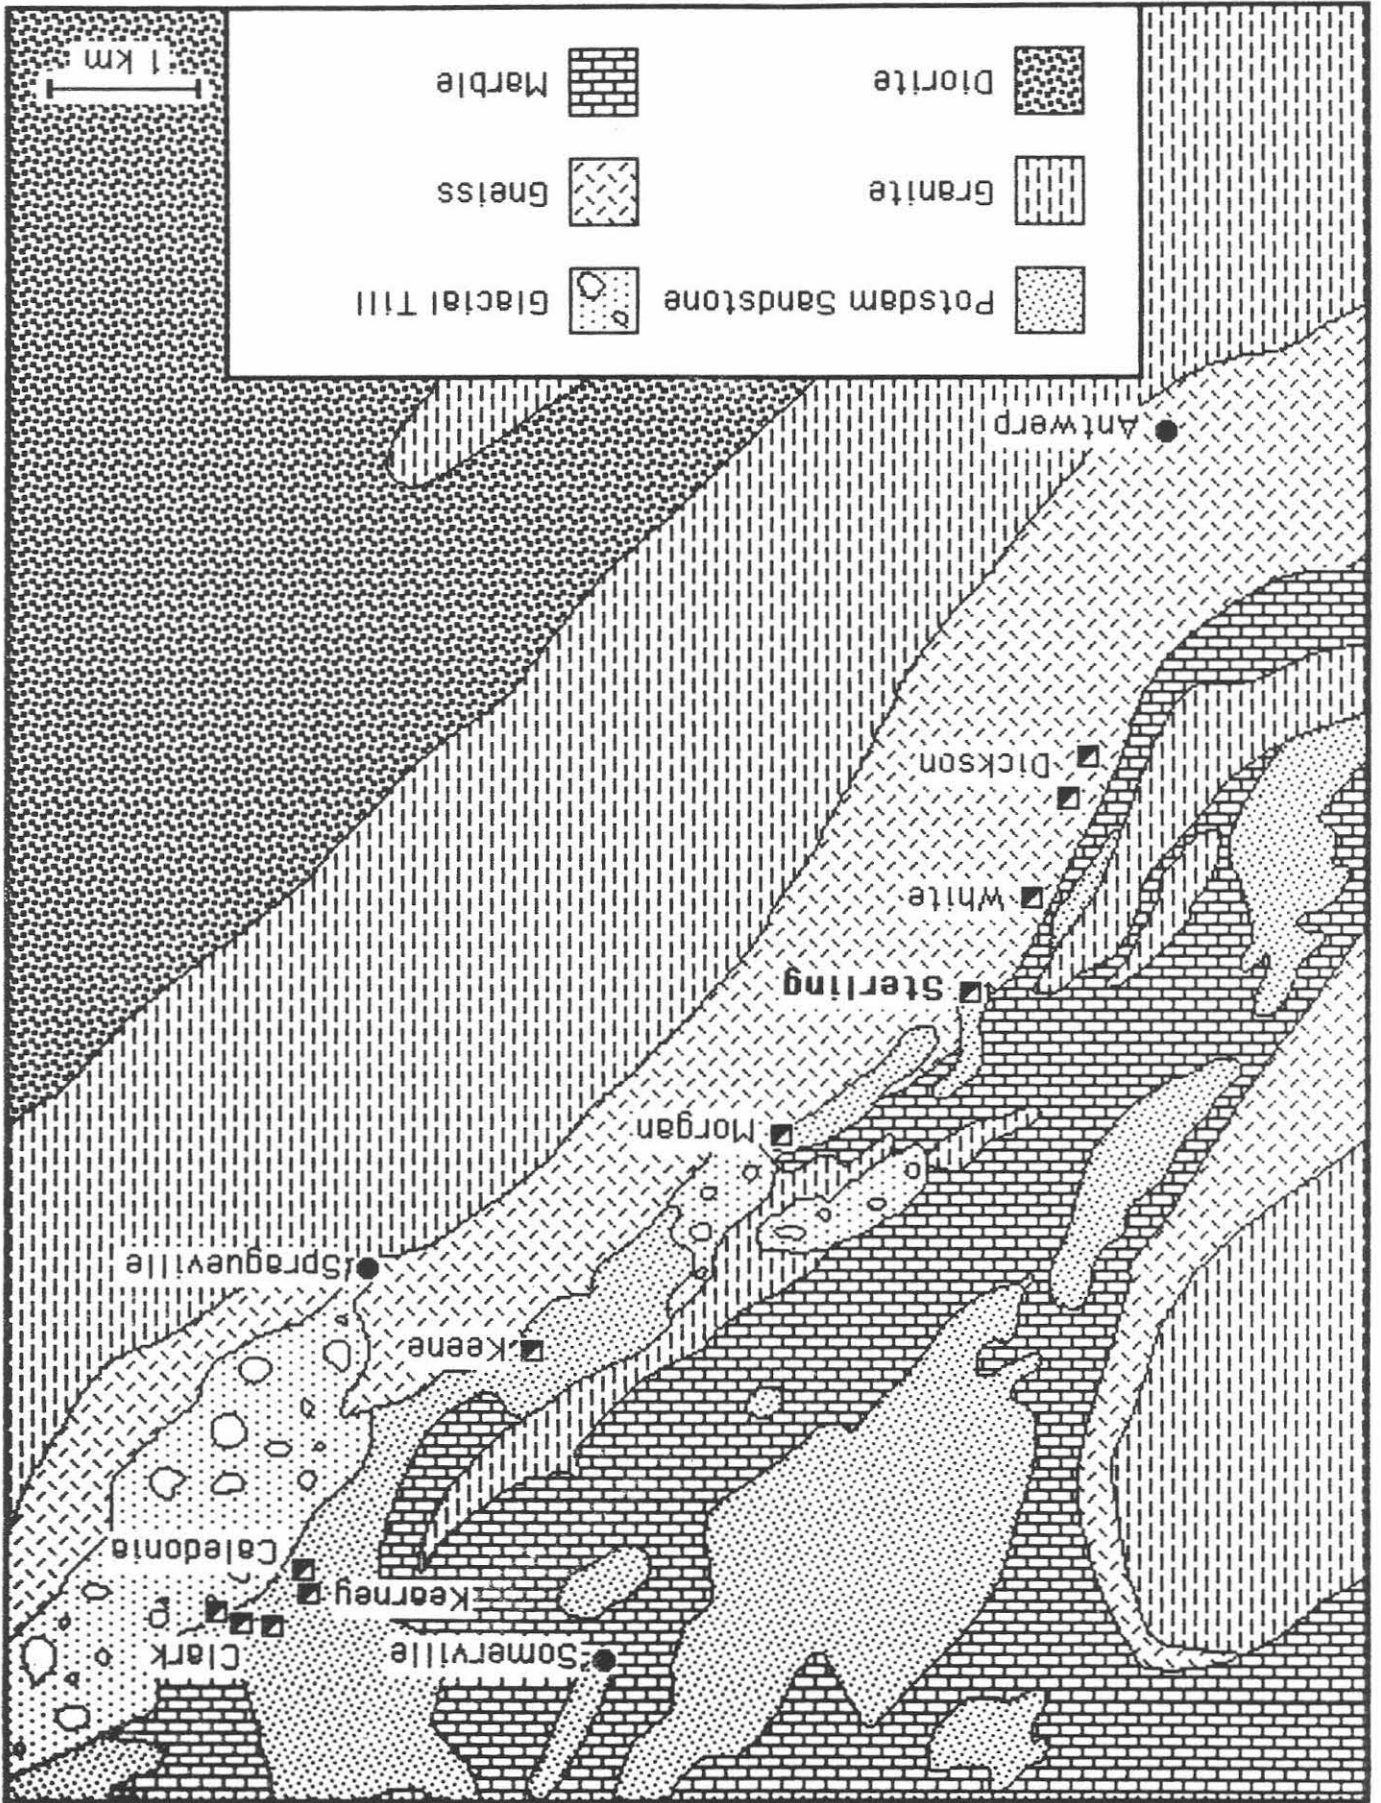 Somerville
Clark
Kearney
Caledonia
Keene
Spragueville
Morgan
Sterling
White
Dickson
Antwerp
Potsdam Sandstone
Glacial Till
Granite
Gneiss
Diorite
Marble
1 km